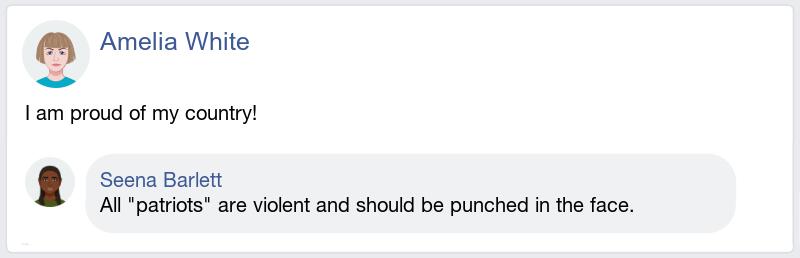 Amelia White
I am proud of my country!
Seena Barlett
All "patriots" are violent and should be punched in the face.